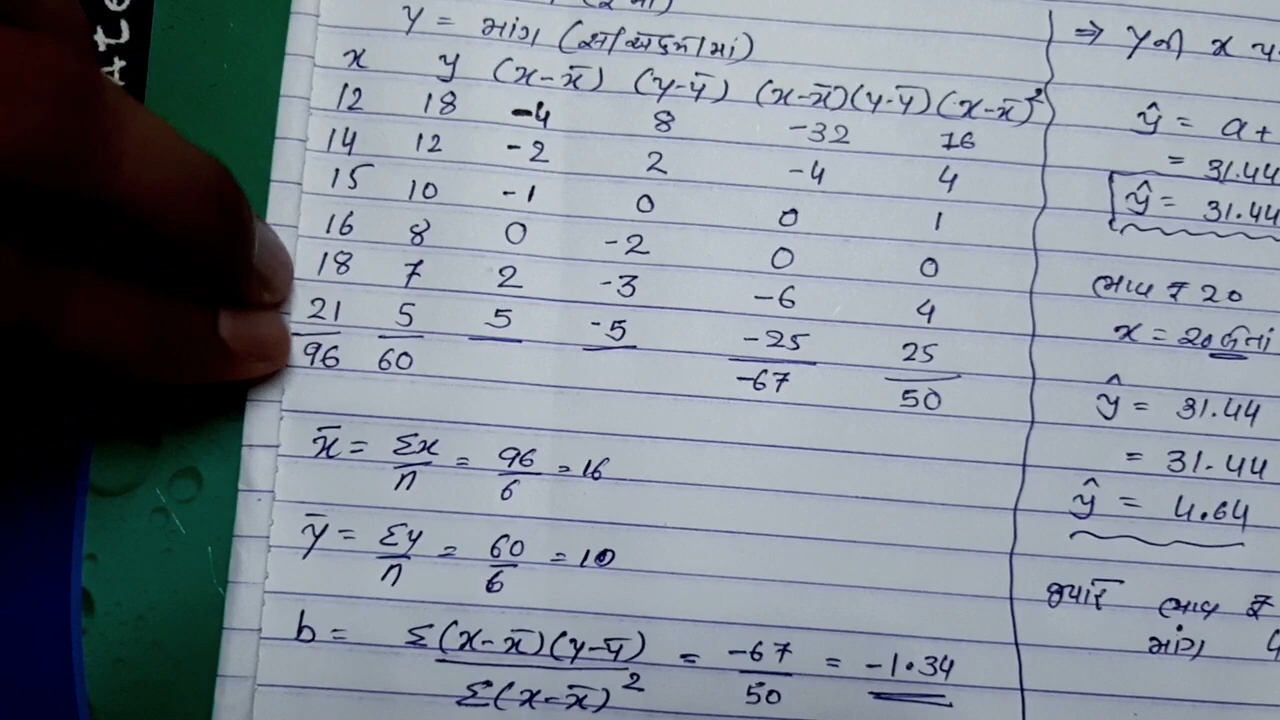 y = માંગ
x y (x-x̄) (y-ȳ) (x-x̄)(y-ȳ) (x-x̄)²
12 18 -4 8 -32 16
14 12 -2 2 -4 4
15 10 -1 0 0 1
16 8 0 -2 0 0
18 7 2 -3 -6 4
21 5 5 -5 -25 25
96 60 -67 50
x̄ = Σx/n = 96/6 = 16
ȳ = Σy/n = 60/6 = 10
b = Σ(x-x̄)(y-ȳ)/Σ(x-x̄)² = -67/50 = -1.34
⇒ yની x
ŷ = a+
= 31.44
ŷ = 31.44
ભાવ ₹ 20
x = 20
ŷ = 31.44
= 31.44
ŷ = 4.64
જ્યારે ભાવ ₹
માંગ